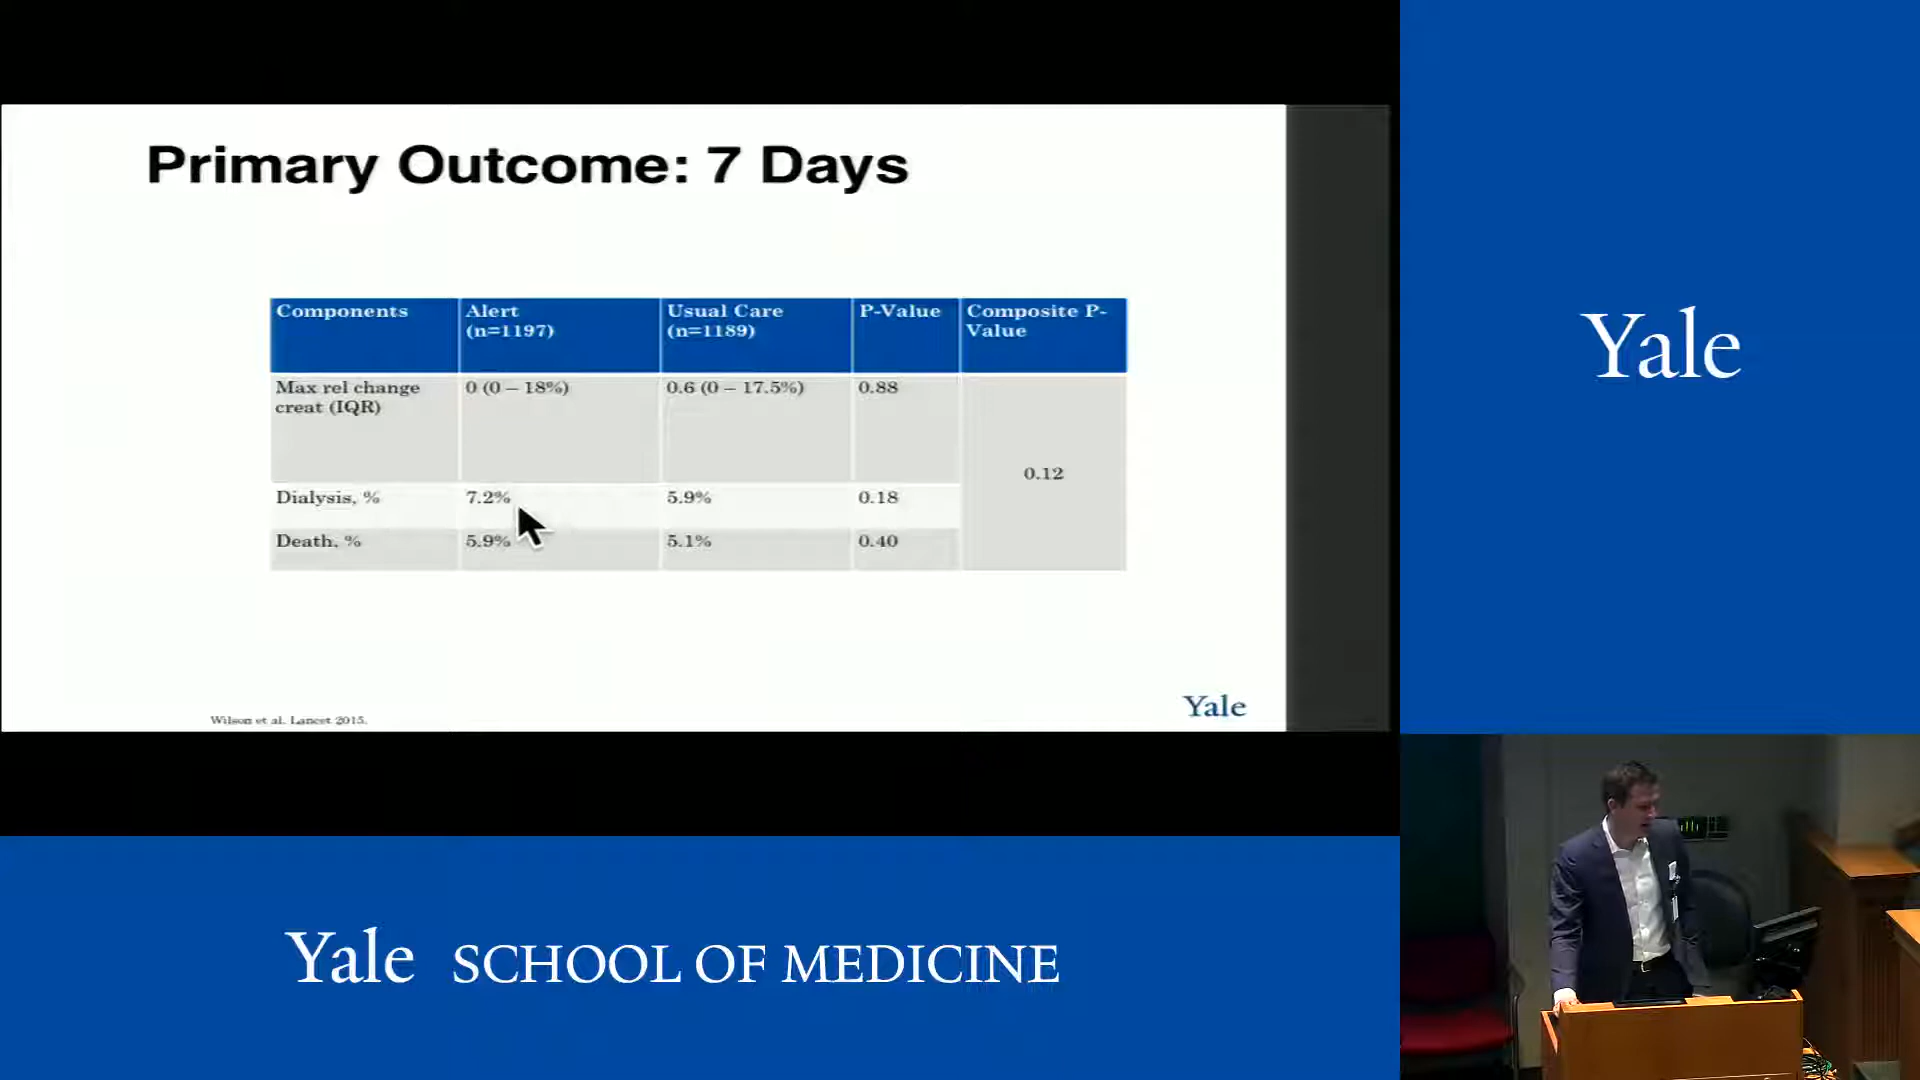 Primary Outcome: 7 Days
Components
Alert
(n=1197)
Usual Care
(n=1189)
P-Value
Composite P-
Value
Max rel change
creat (IQR)
0 (0 – 18%)
0.6 (0 – 17.5%)
0.88
0.12
Dialysis, %
7.2%
5.9%
0.18
Death, %
5.9%
5.1%
0.40
Wilson et al. Lancet 2015.
Yale
Yale
Yale SCHOOL OF MEDICINE